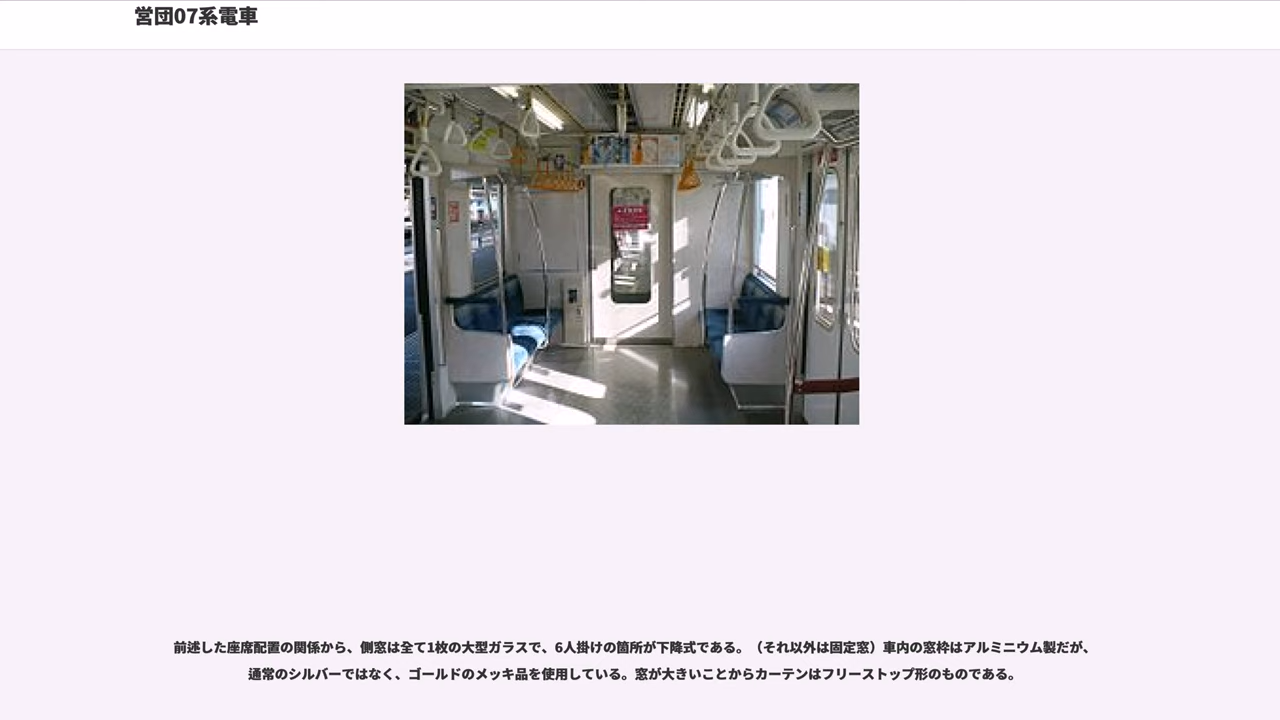 営団07系電車
前述した座席配置の関係から、側窓は全て1枚の大型ガラスで、6人掛けの箇所が下降式である。（それ以外は固定窓）車内の窓枠はアルミニウム製だが、
通常のシルバーではなく、ゴールドのメッキ品を使用している。窓が大きいことからカーテンはフリーストップ形のものである。